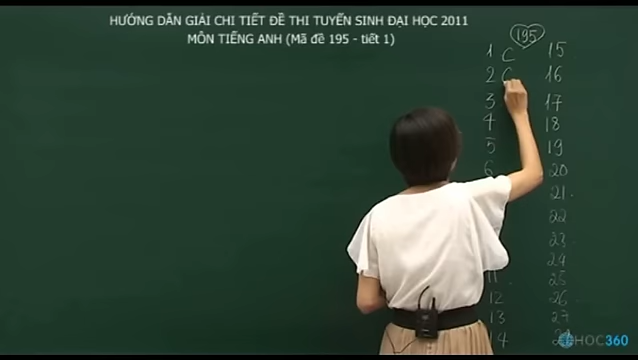 HƯỚNG DẪN GIẢI CHI TIẾT ĐỀ THI TUYỂN SINH ĐẠI HỌC 2011
MÔN TIẾNG ANH (Mã đề 195 - tiết 1)
195
1 C 15
2 C 16
3 17
4 18
5 19
6 20
21
22
23
24
11 25
12 26
13 27
14
HOC360